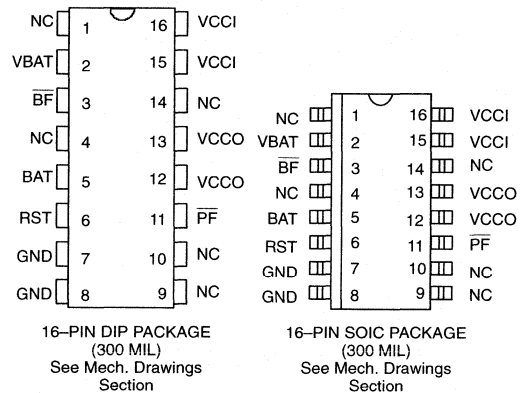 NC 1 16 VCCI
VBAT 2 15 VCCI
B̅F̅ 3 14 NC
NC 4 13 VCCO
BAT 5 12 VCCO
RST 6 11 P̅F̅
GND 7 10 NC
GND 8 9 NC
16–PIN DIP PACKAGE
(300 MIL)
See Mech. Drawings
Section
NC 1 16 VCCI
VBAT 2 15 VCCI
B̅F̅ 3 14 NC
NC 4 13 VCCO
BAT 5 12 VCCO
RST 6 11 P̅F̅
GND 7 10 NC
GND 8 9 NC
16–PIN SOIC PACKAGE
(300 MIL)
See Mech. Drawings
Section